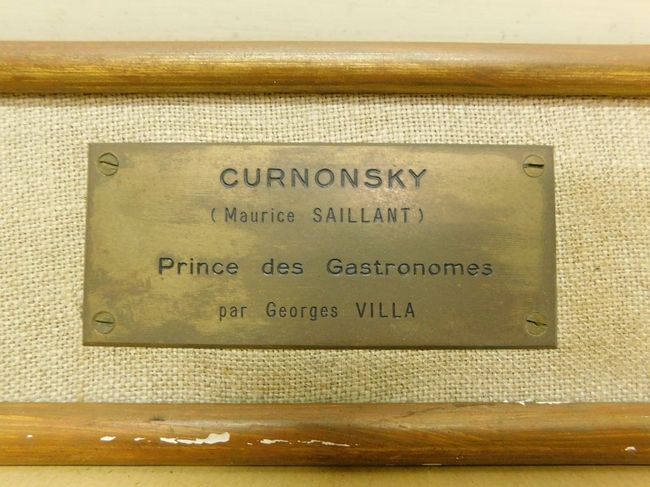 CURNONSKY
(Maurice SAILLANT)
Prince des Gastronomes
par Georges VILLA